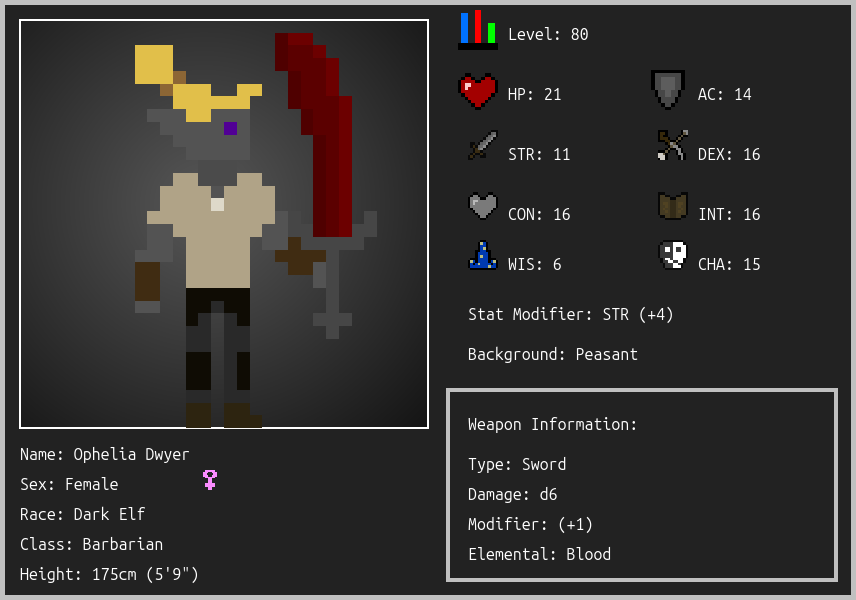 Level: 80
HP: 21
AC: 14
STR: 11
DEX: 16
CON: 16
INT: 16
WIS: 6
CHA: 15
Stat Modifier: STR (+4)
Background: Peasant
Name: Ophelia Dwyer
Sex: Female
Race: Dark Elf
Class: Barbarian
Height: 175cm (5'9")
Weapon Information:
Type: Sword
Damage: d6
Modifier: (+1)
Elemental: Blood